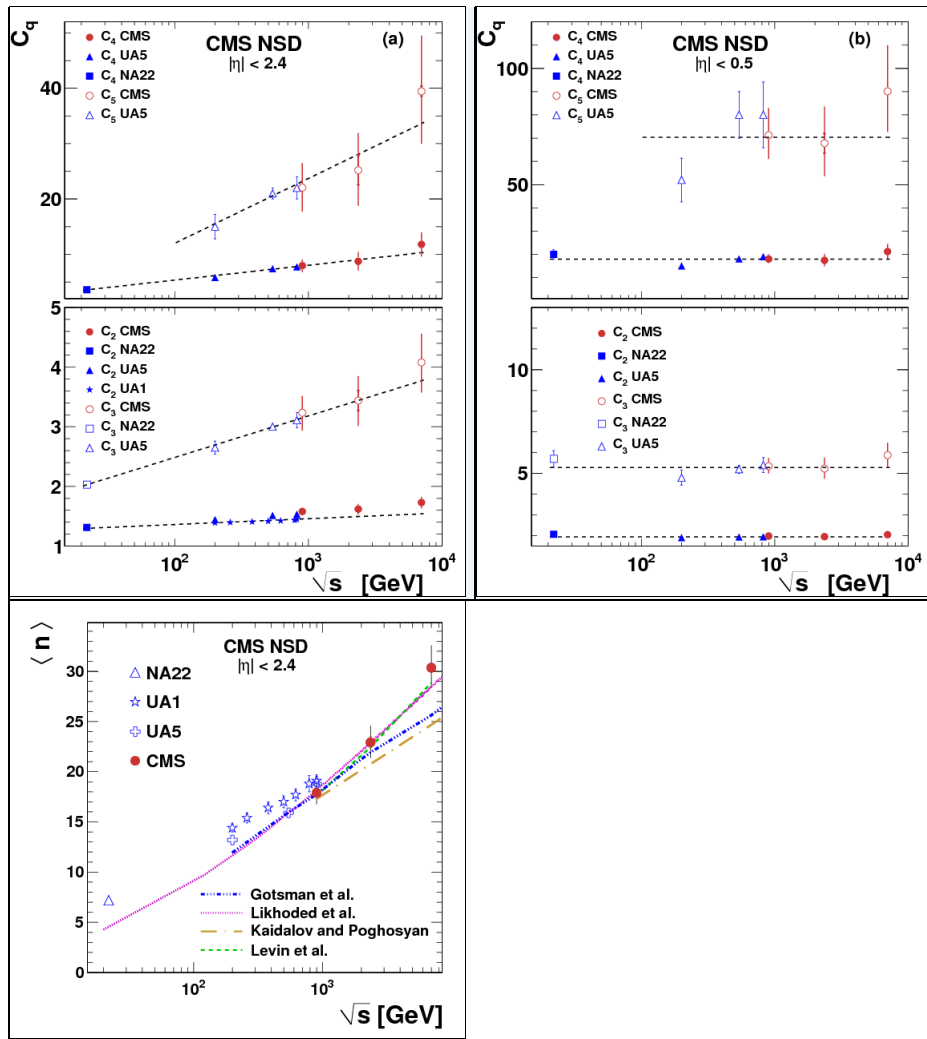 C_q
CMS NSD
(a)
|η| < 2.4
C_4 CMS
C_4 UA5
C_4 NA22
C_5 CMS
C_5 UA5
40
20
5
4
3
2
1
C_2 CMS
C_2 NA22
C_2 UA5
C_2 UA1
C_3 CMS
C_3 NA22
C_3 UA5
10^2
10^3
10^4
√s [GeV]
C_q
CMS NSD
(b)
|η| < 0.5
C_4 CMS
C_4 UA5
C_4 NA22
C_5 CMS
C_5 UA5
100
50
10
5
C_2 CMS
C_2 NA22
C_2 UA5
C_3 CMS
C_3 NA22
C_3 UA5
10^2
10^3
10^4
√s [GeV]
⟨n⟩
CMS NSD
|η| < 2.4
NA22
UA1
UA5
CMS
30
25
20
15
10
5
0
Gotsman et al.
Likhoded et al.
Kaidalov and Poghosyan
Levin et al.
10^2
10^3
√s [GeV]